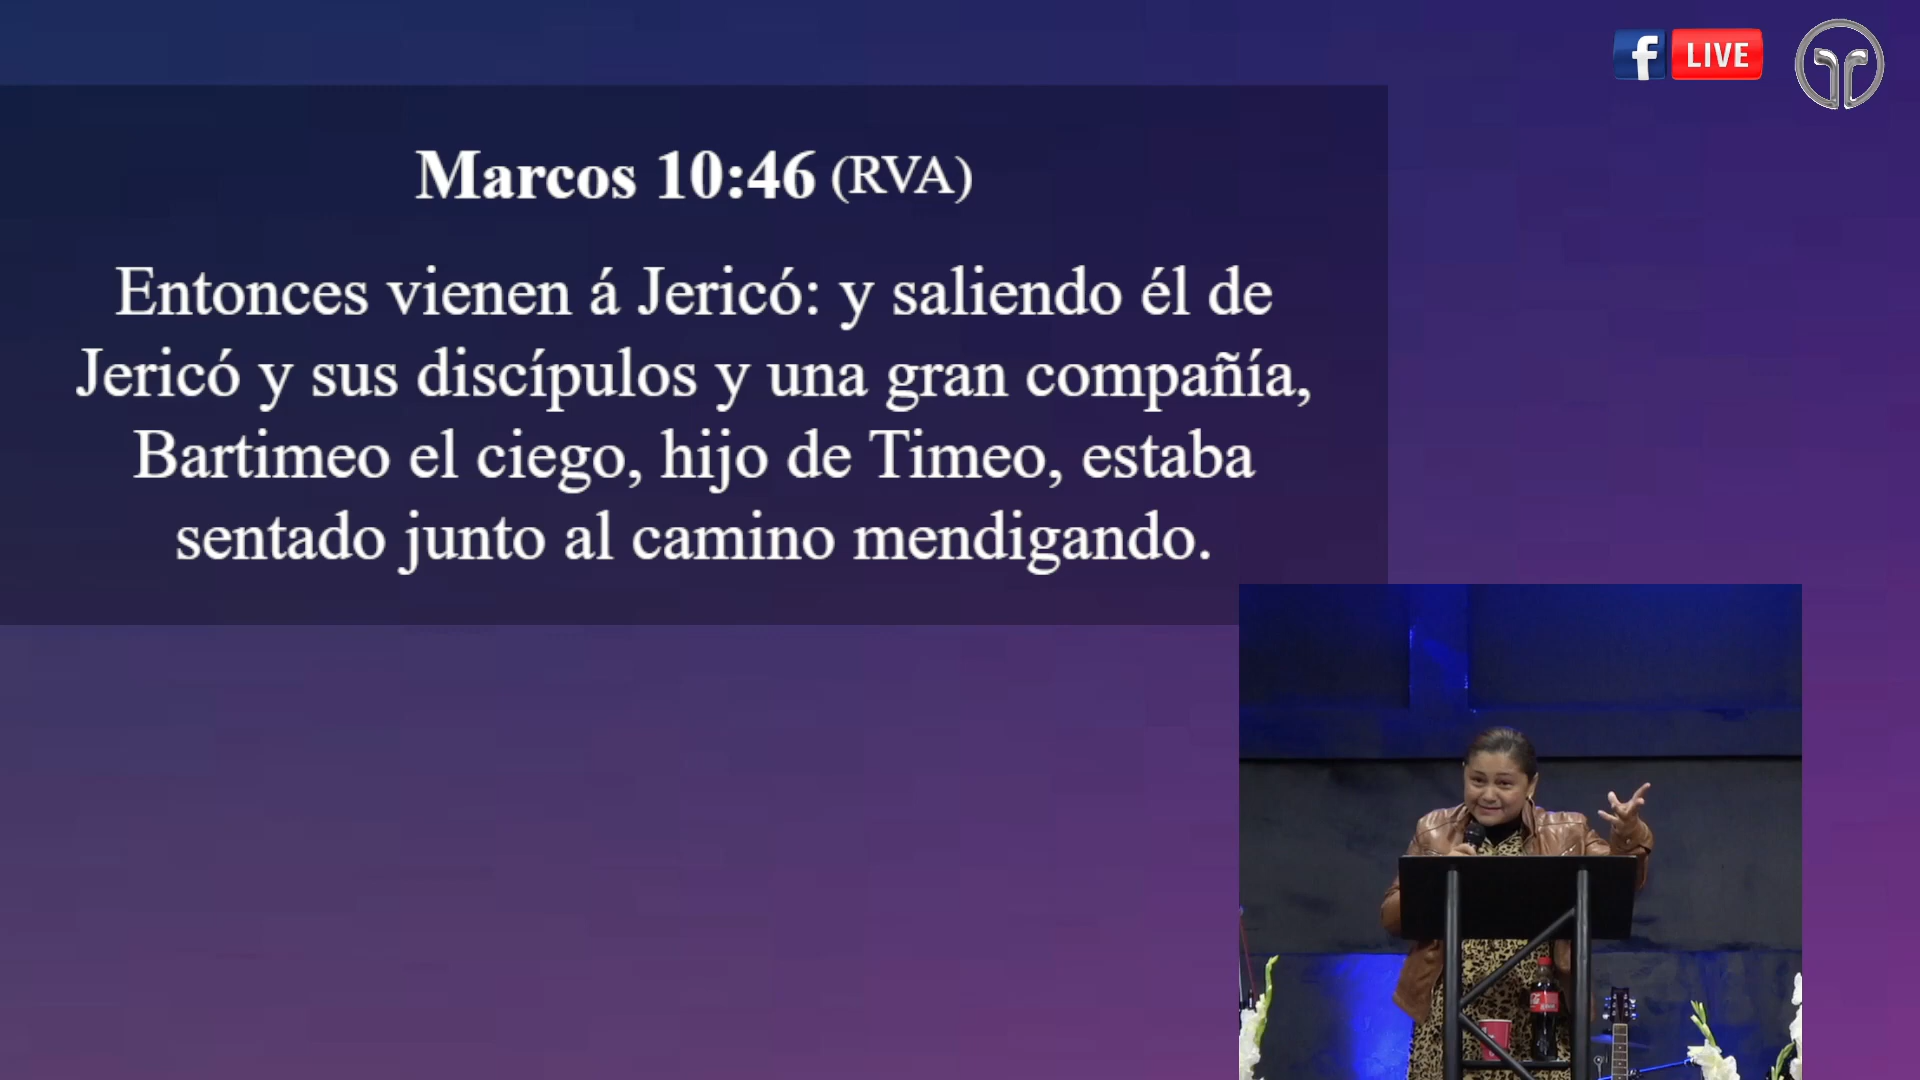 f LIVE
Marcos 10:46 (RVA)
Entonces vienen á Jericó: y saliendo él de
Jericó y sus discípulos y una gran compañía,
Bartimeo el ciego, hijo de Timeo, estaba
sentado junto al camino mendigando.